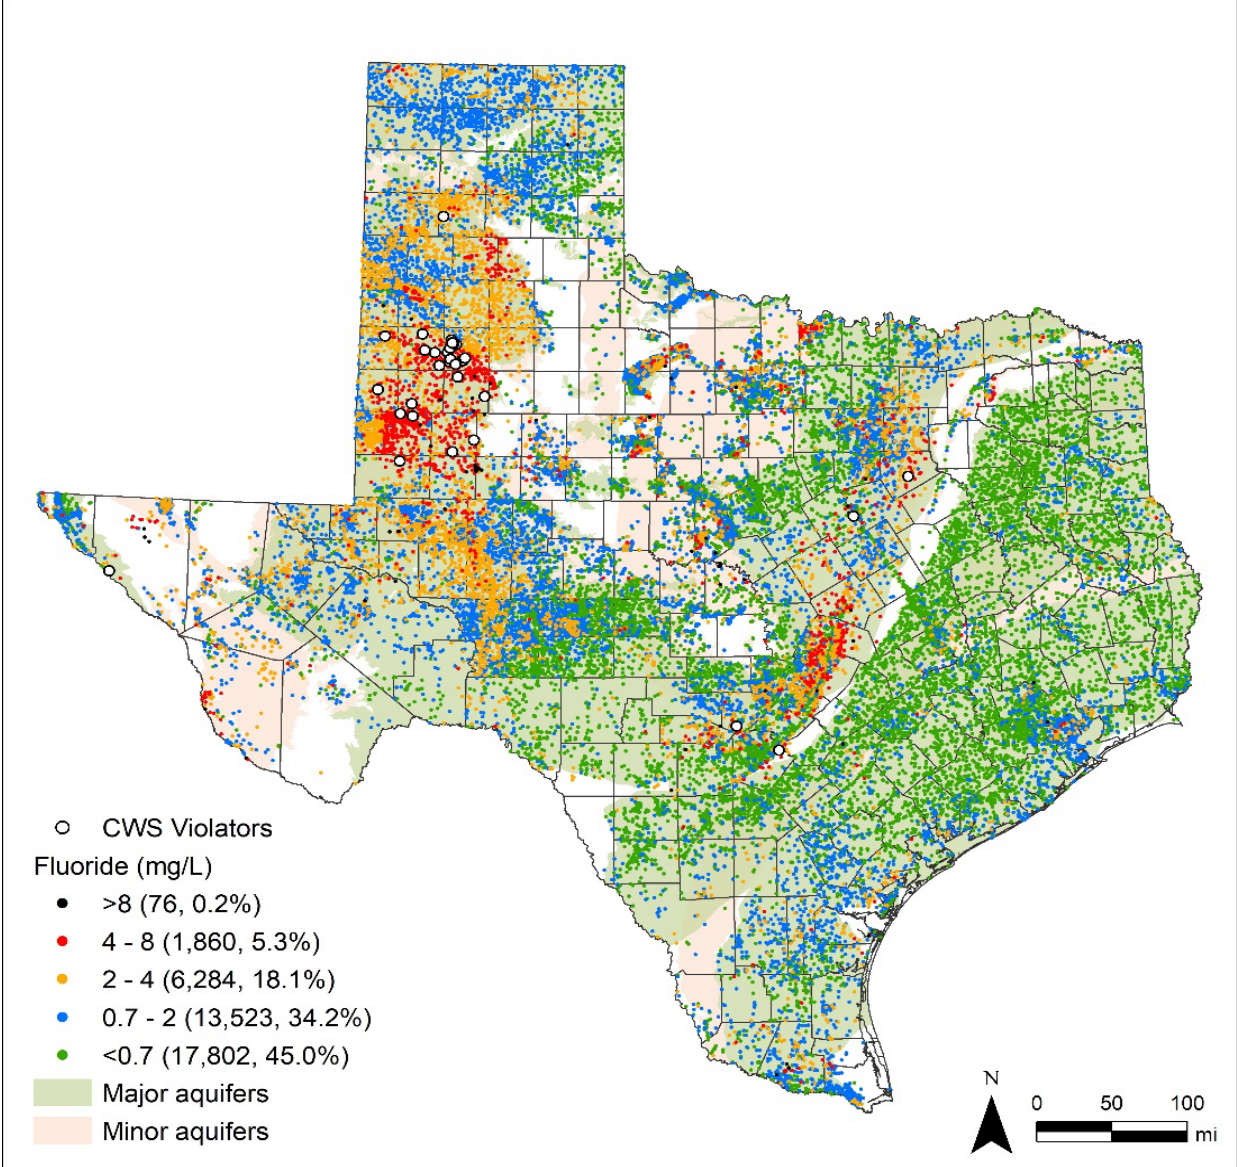 CWS Violators
Fluoride (mg/L)
>8 (76, 0.2%)
4 - 8 (1,860, 5.3%)
2 - 4 (6,284, 18.1%)
0.7 - 2 (13,523, 34.2%)
<0.7 (17,802, 45.0%)
Major aquifers
Minor aquifers
N
0 50 100
mi